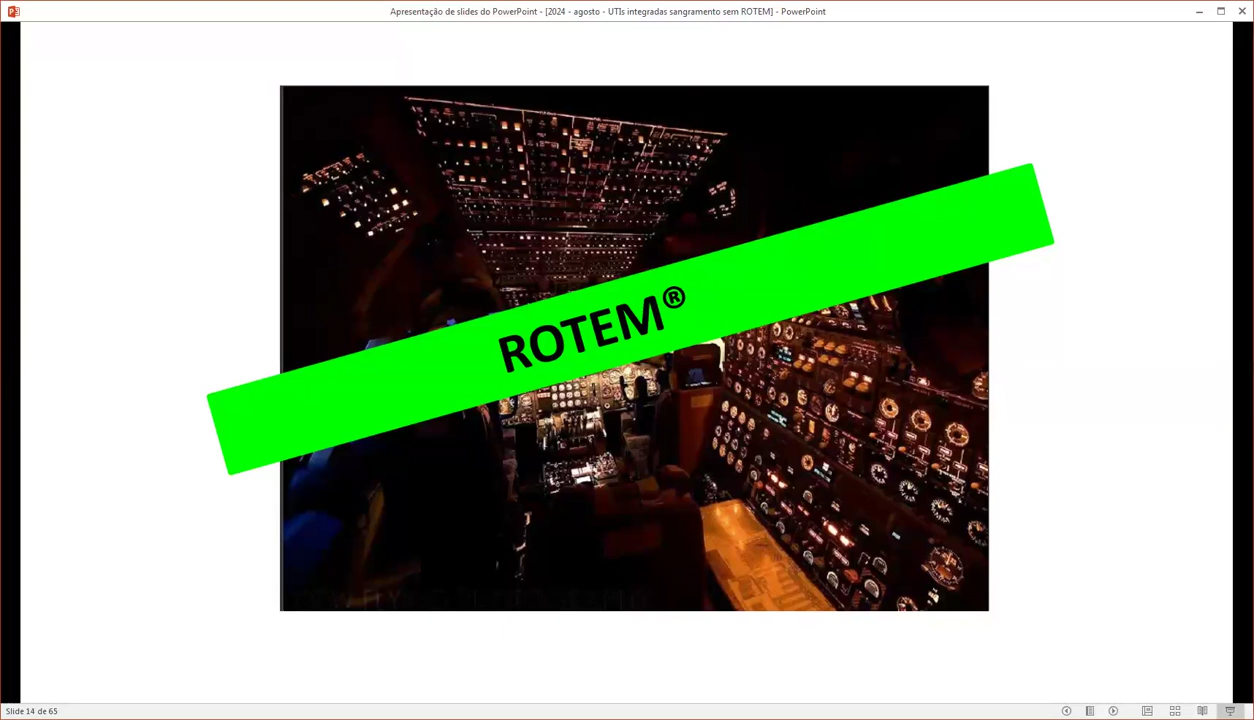 Apresentação de slides do PowerPoint - [2024 - agosto - UTIs integradas sangramento sem ROTEM] - PowerPoint
ROTEM®
Slide 14 de 65